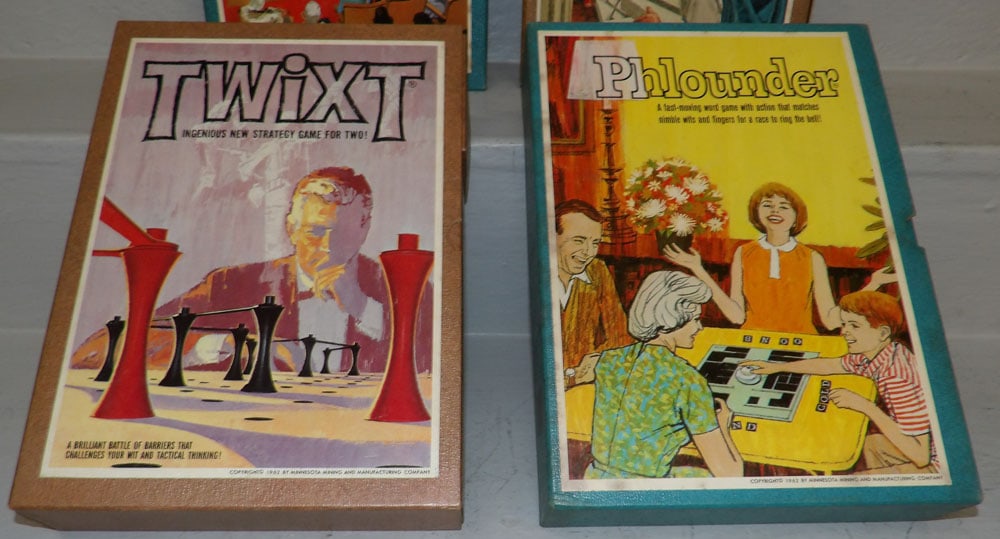 TWiXT®
INGENIOUS NEW STRATEGY GAME FOR TWO!
A BRILLIANT BATTLE OF BARRIERS THAT
CHALLENGES YOUR WIT AND TACTICAL THINKING!
COPYRIGHT© 1962 BY MINNESOTA MINING AND MANUFACTURING COMPANY
Phlounder
A fast-moving word game with action that matches
nimble wits and fingers for a race to ring the bell!
GOLD
ND
COPYRIGHT© 1962 BY MINNESOTA MINING AND MANUFACTURING COMPANY